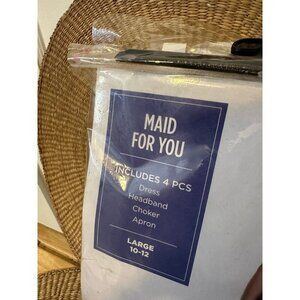 MAID
FOR YOU
INCLUDES 4 PCS
Dress
Headband
Choker
Apron
LARGE
10-12